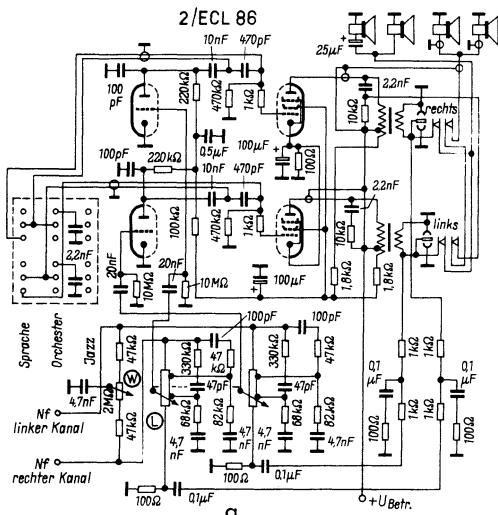 2/ECL 86
10nF
470pF
25µF
100 pF
220kΩ
470kΩ
1kΩ
2,2nF
10kΩ
rechts
0,5µF
100µF
100Ω
100pF
220kΩ
10nF
470pF
2,2nF
100kΩ
470kΩ
1kΩ
10kΩ
links
2,2nF
20nF
10MΩ
20nF
10MΩ
100µF
1,8kΩ
1,8kΩ
Sprache
Orchester
Jazz
100pF
100pF
47kΩ
330kΩ
47 kΩ
330kΩ
47kΩ
1kΩ
1kΩ
4,7nF
2MΩ
W
47pF
47pF
0,1 µF
0,1 µF
Nf
linker Kanal
47kΩ
L
68kΩ
82kΩ
68kΩ
82kΩ
1kΩ
1kΩ
100Ω
100Ω
4,7 nF
4,7 nF
4,7 nF
4,7nF
Nf
rechter Kanal
100Ω
0,1µF
100Ω
0,1µF
+U Betr.
a